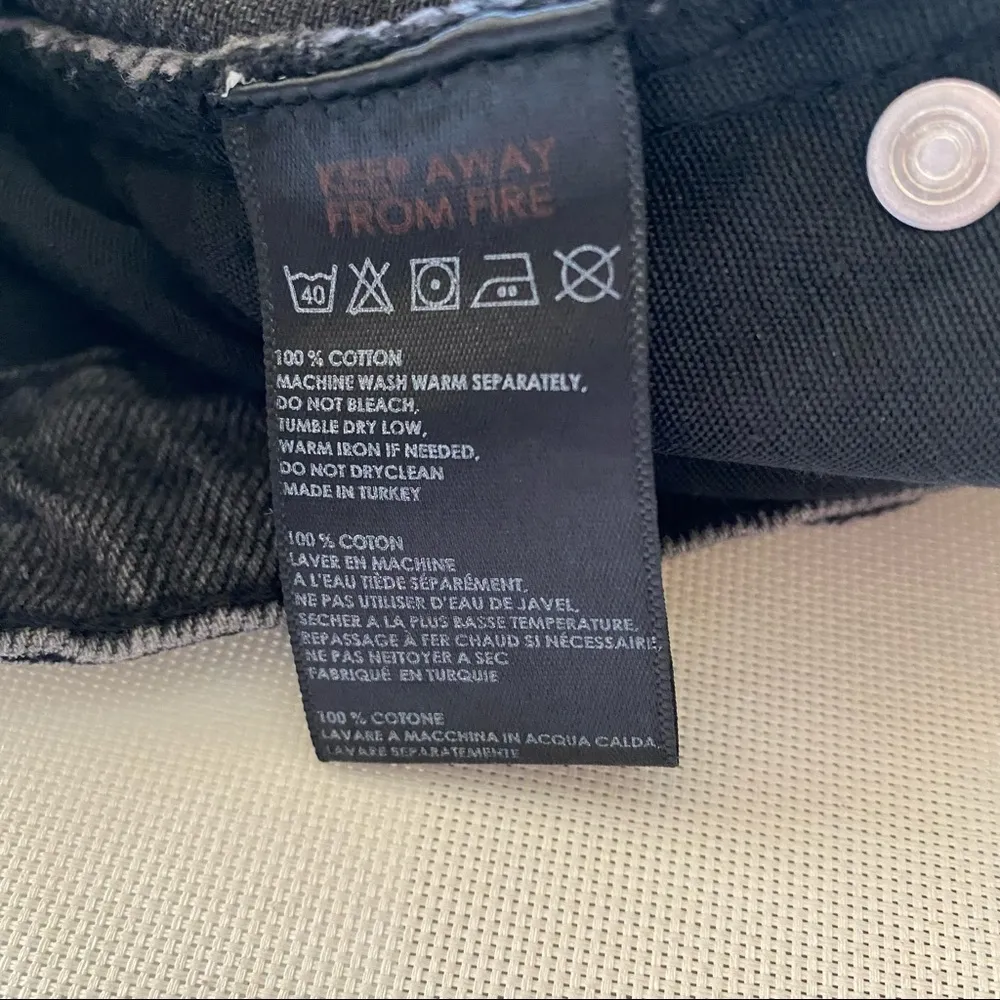 KEEP AWAY
FROM FIRE
40
100 % COTTON
MACHINE WASH WARM SEPARATELY,
DO NOT BLEACH,
TUMBLE DRY LOW,
WARM IRON IF NEEDED,
DO NOT DRYCLEAN
MADE IN TURKEY
100 % COTON
LAVER EN MACHINE
A L'EAU TIÈDE SÉPARÉMENT,
NE PAS UTILISER D'EAU DE JAVEL,
SECHER A LA PLUS BASSE TEMPERATURE,
REPASSAGE À FER CHAUD SI NÉCESSAIRE,
NE PAS NETTOYER A SEC
FABRIQUÉ EN TURQUIE
100 % COTONE
LAVARE A MACCHINA IN ACQUA CALDA,
LAVARE SEPARATEMENTE